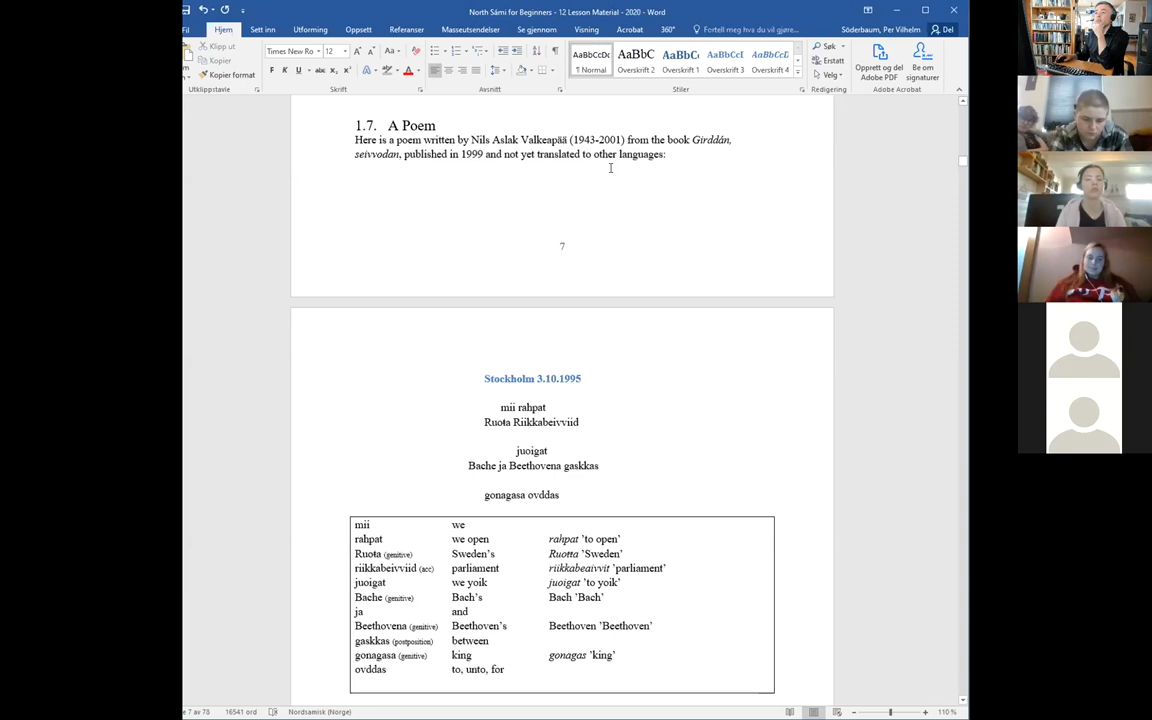 North Sámi for Beginners - 12 Lesson Material - 2020 - Word
Fil Hjem Sett inn Utforming Oppsett Referanser Masseutsendelser Se gjennom Visning Acrobat 360° Fortell meg hva du vil gjøre... Söderbaum, Per Vilhelm Del
Klipp ut
Kopier
Kopier format
Utklippstavle
Times New Ro 12
Skrift
Avsnitt
AaBbCcDc AaBbC AaBbCc AaBbCcI AaBbCcD
1 Normal Overskrift 2 Overskrift 1 Overskrift 3 Overskrift 4
Stiler
Søk
Erstatt
Velg
Redigering
Opprett og del Adobe PDF
Be om signaturer
Adobe Acrobat
1.7. A Poem
Here is a poem written by Nils Aslak Valkeapää (1943-2001) from the book Girddán,
seivvodan, published in 1999 and not yet translated to other languages:
7
Stockholm 3.10.1995
mii rahpat
Ruoŧa Riikkabeivviid
juoigat
Bache ja Beethovena gaskkas
gonagasa ovddas
mii we
rahpat we open rahpat ’to open’
Ruoŧa (genitive) Sweden’s Ruoŧŧa ’Sweden’
riikkabeivviid (acc) parliament riikkabeaivvit ’parliament’
juoigat we yoik juoigat ’to yoik’
Bache (genitive) Bach’s Bach ’Bach’
ja and
Beethovena (genitive) Beethoven’s Beethoven ’Beethoven’
gaskkas (postposition) between
gonagasa (genitive) king gonagas ’king’
ovddas to, unto, for
e 7 av 78 16541 ord Nordsamisk (Norge) 110 %